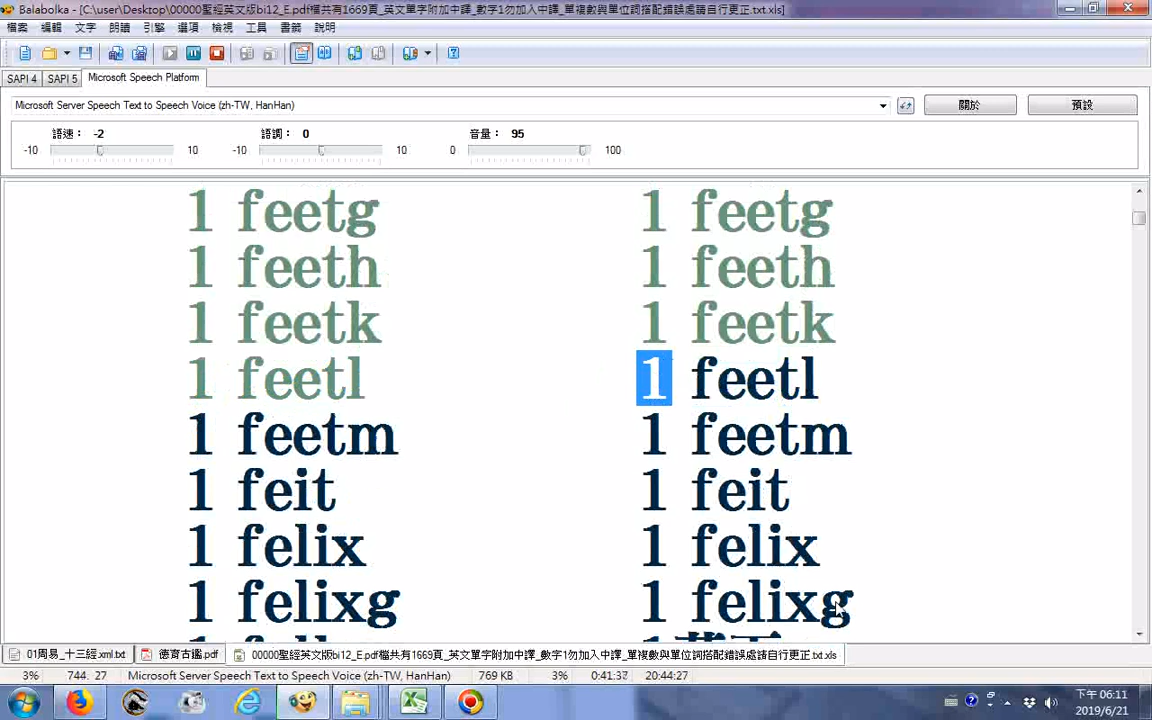 Balabolka - [C:\user\Desktop\00000聖經英文版bi12_E.pdf檔共有1669頁_英文單字附加中譯_數字1勿加入中譯_單複數與單位詞搭配錯誤處請自行更正.txt.xls]
檔案 編輯 文字 朗讀 引擎 選項 檢視 工具 書籤 說明
SAPI 4 SAPI 5 Microsoft Speech Platform
Microsoft Server Speech Text to Speech Voice (zh-TW, HanHan) 關於 預設
語速： -2 語調： 0 音量： 95
-10 10 -10 10 0 100
1 feetg 1 feetg
1 feeth 1 feeth
1 feetk 1 feetk
1 feetl 1 feetl
1 feetm 1 feetm
1 feit 1 feit
1 felix 1 felix
1 felixg 1 felixg
01周易_十三經.xml.txt 德育古鑑.pdf 00000聖經英文版bi12_E.pdf檔共有1669頁_英文單字附加中譯_數字1勿加入中譯_單複數與單位詞搭配錯誤處請自行更正.txt.xls
3% 744: 27 Microsoft Server Speech Text to Speech Voice (zh-TW, HanHan) 769 KB 3% 0:41:37 20:44:27
下午 06:11
2019/6/21